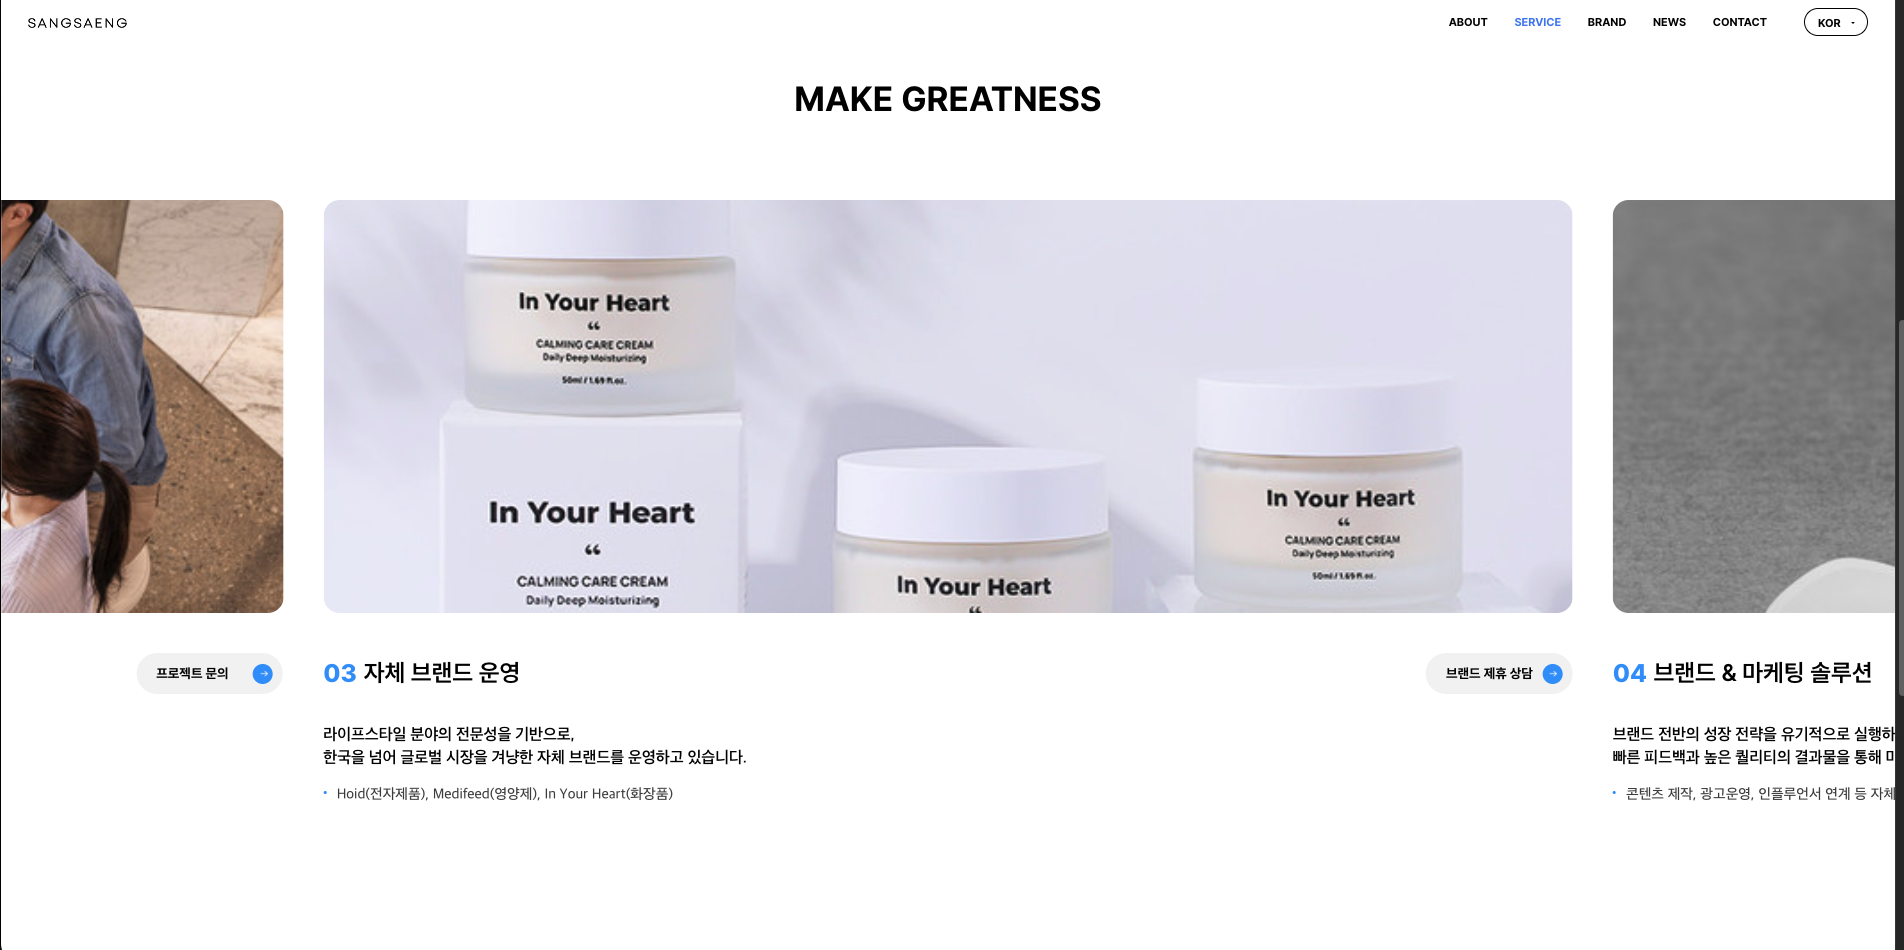 SANGSAENG
ABOUT SERVICE BRAND NEWS CONTACT KOR
MAKE GREATNESS
In Your Heart
“
CALMING CARE CREAM
Daily Deep Moisturizing
50ml / 1.69 fl.oz.
In Your Heart
“
CALMING CARE CREAM
Daily Deep Moisturizing
In Your Heart
“
In Your Heart
“
CALMING CARE CREAM
Daily Deep Moisturizing
50ml / 1.69 fl.oz.
프로젝트 문의
03 자체 브랜드 운영
브랜드 제휴 상담
라이프스타일 분야의 전문성을 기반으로,
한국을 넘어 글로벌 시장을 겨냥한 자체 브랜드를 운영하고 있습니다.
• Hoid(전자제품), Medifeed(영양제), In Your Heart(화장품)
04 브랜드 & 마케팅 솔루션
브랜드 전반의 성장 전략을 유기적으로 실행하
빠른 피드백과 높은 퀄리티의 결과물을 통해
• 콘텐츠 제작, 광고운영, 인플루언서 연계 등 자체